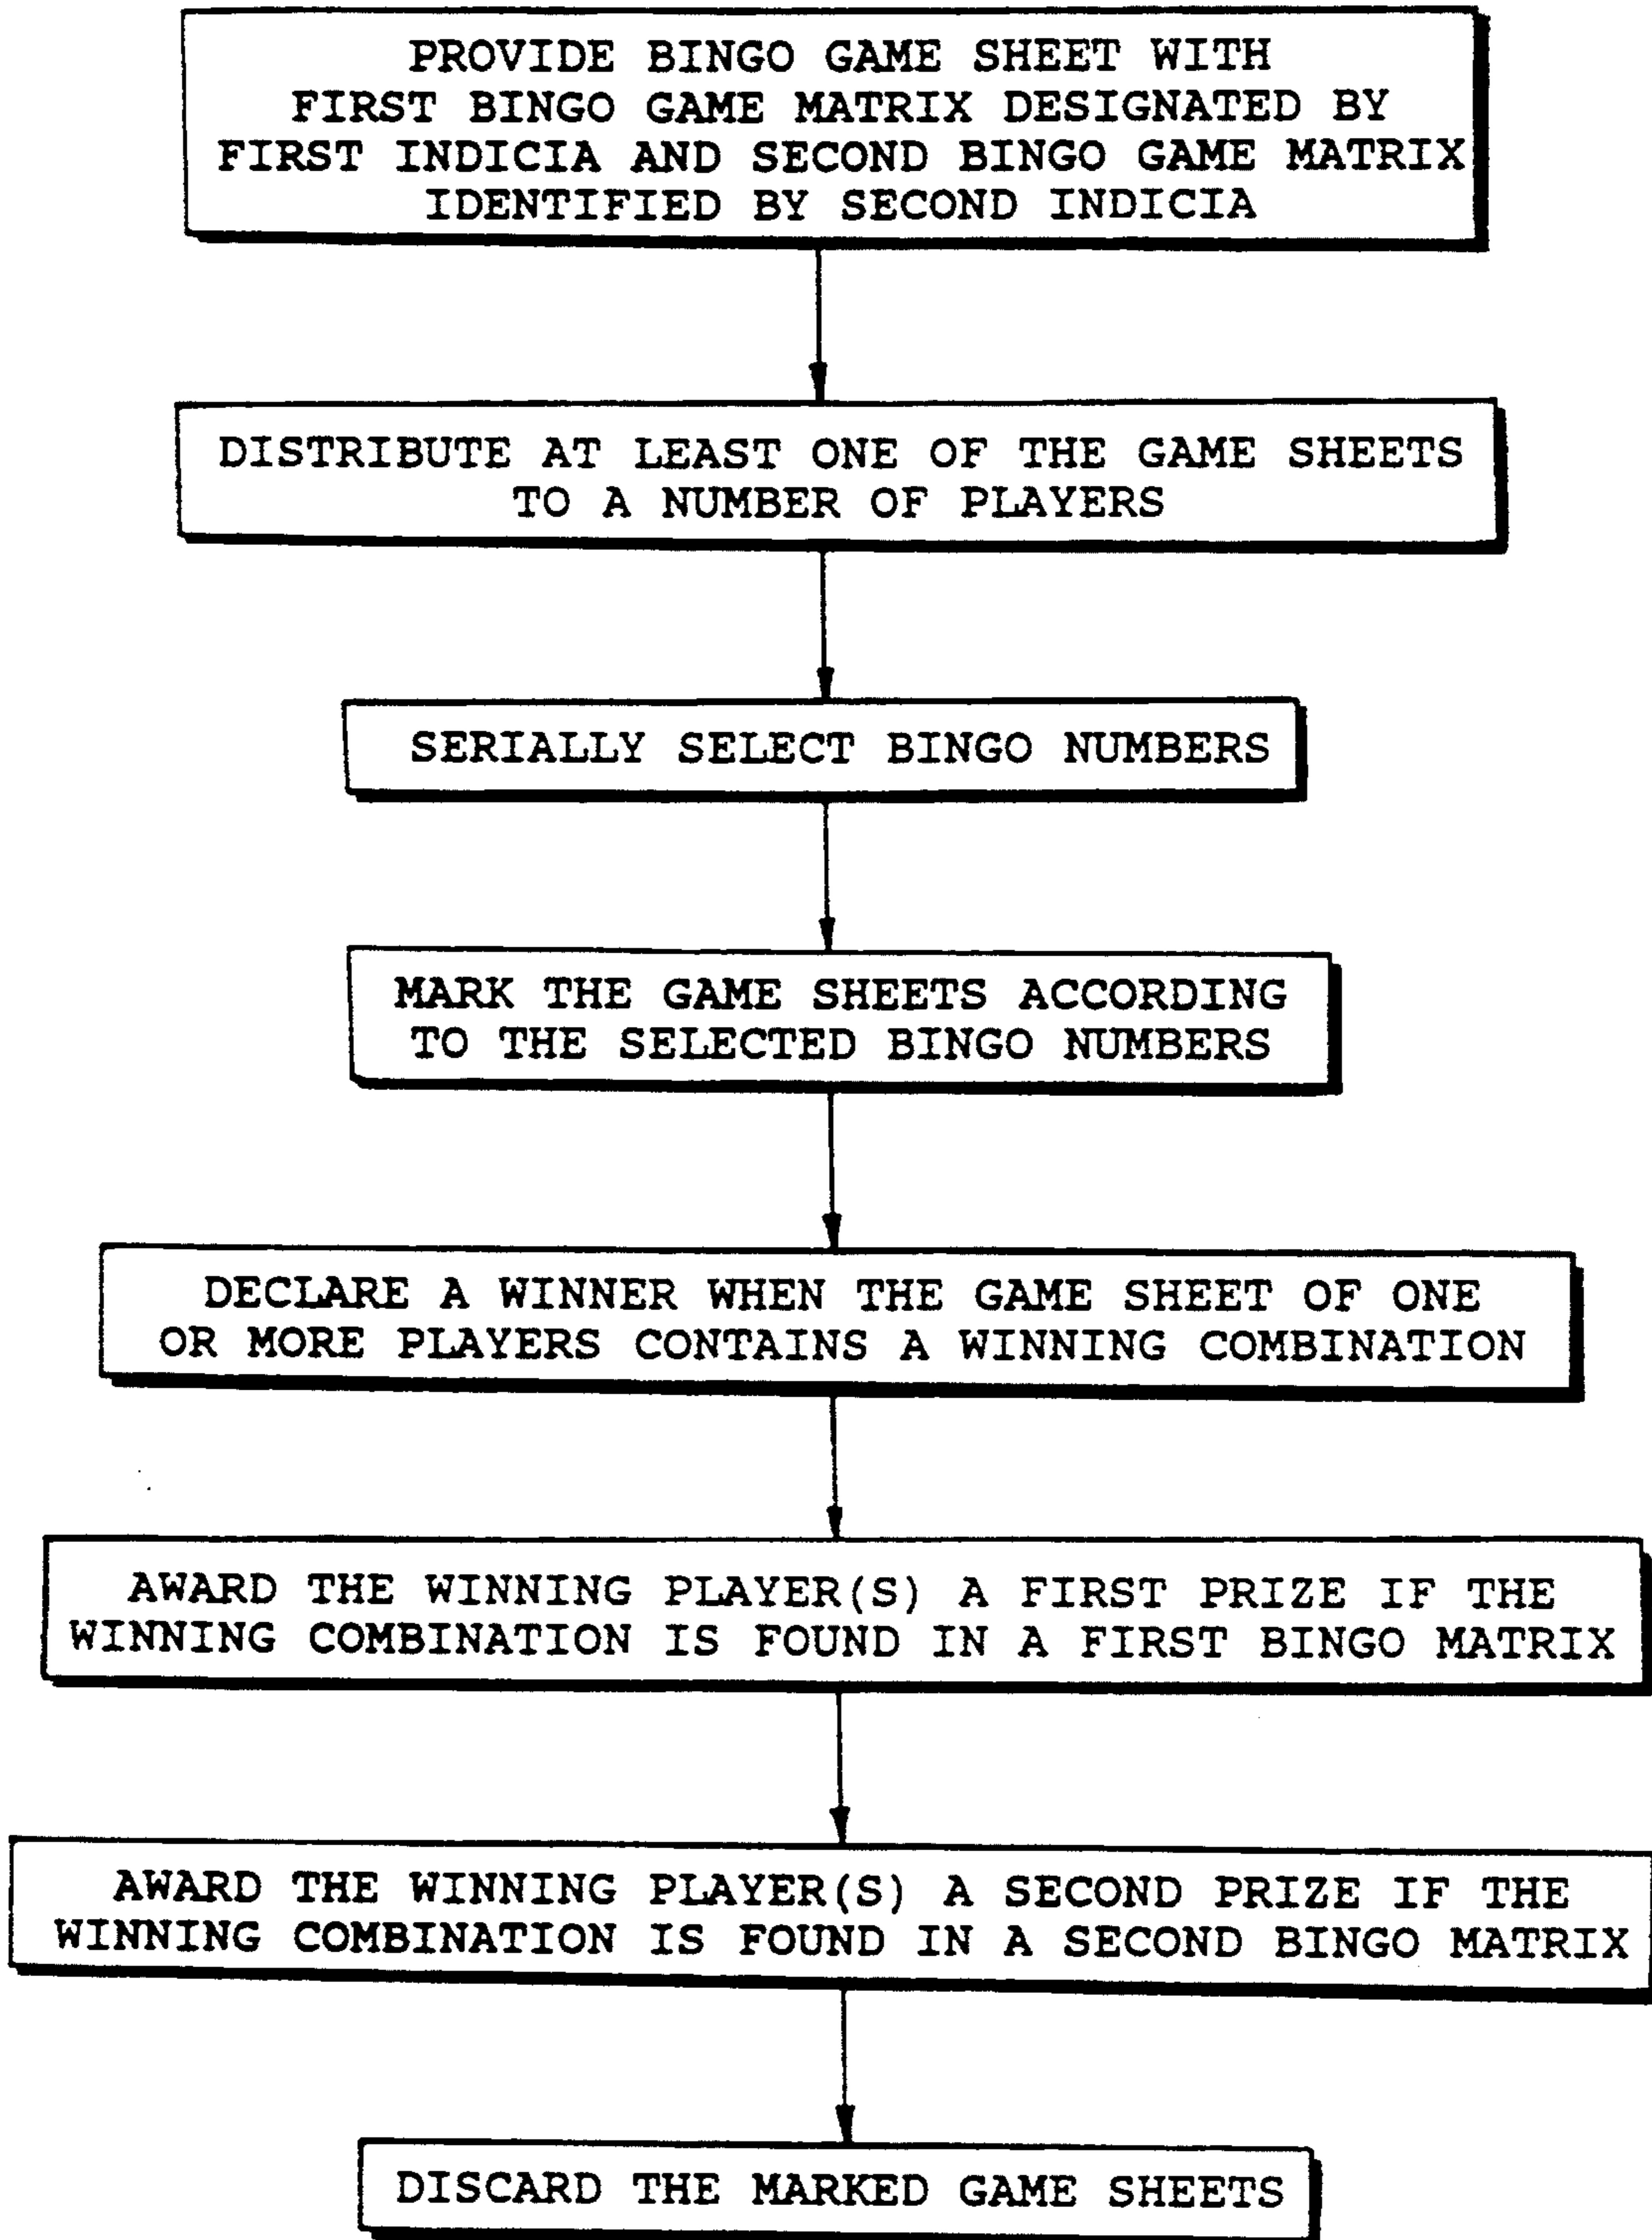 PROVIDE BINGO GAME SHEET WITH
FIRST BINGO GAME MATRIX DESIGNATED BY
FIRST INDICIA AND SECOND BINGO GAME MATRIX
IDENTIFIED BY SECOND INDICIA
DISTRIBUTE AT LEAST ONE OF THE GAME SHEETS
TO A NUMBER OF PLAYERS
SERIALLY SELECT BINGO NUMBERS
MARK THE GAME SHEETS ACCORDING
TO THE SELECTED BINGO NUMBERS
DECLARE A WINNER WHEN THE GAME SHEET OF ONE
OR MORE PLAYERS CONTAINS A WINNING COMBINATION
AWARD THE WINNING PLAYER(S) A FIRST PRIZE IF THE
WINNING COMBINATION IS FOUND IN A FIRST BINGO MATRIX
AWARD THE WINNING PLAYER(S) A SECOND PRIZE IF THE
WINNING COMBINATION IS FOUND IN A SECOND BINGO MATRIX
DISCARD THE MARKED GAME SHEETS